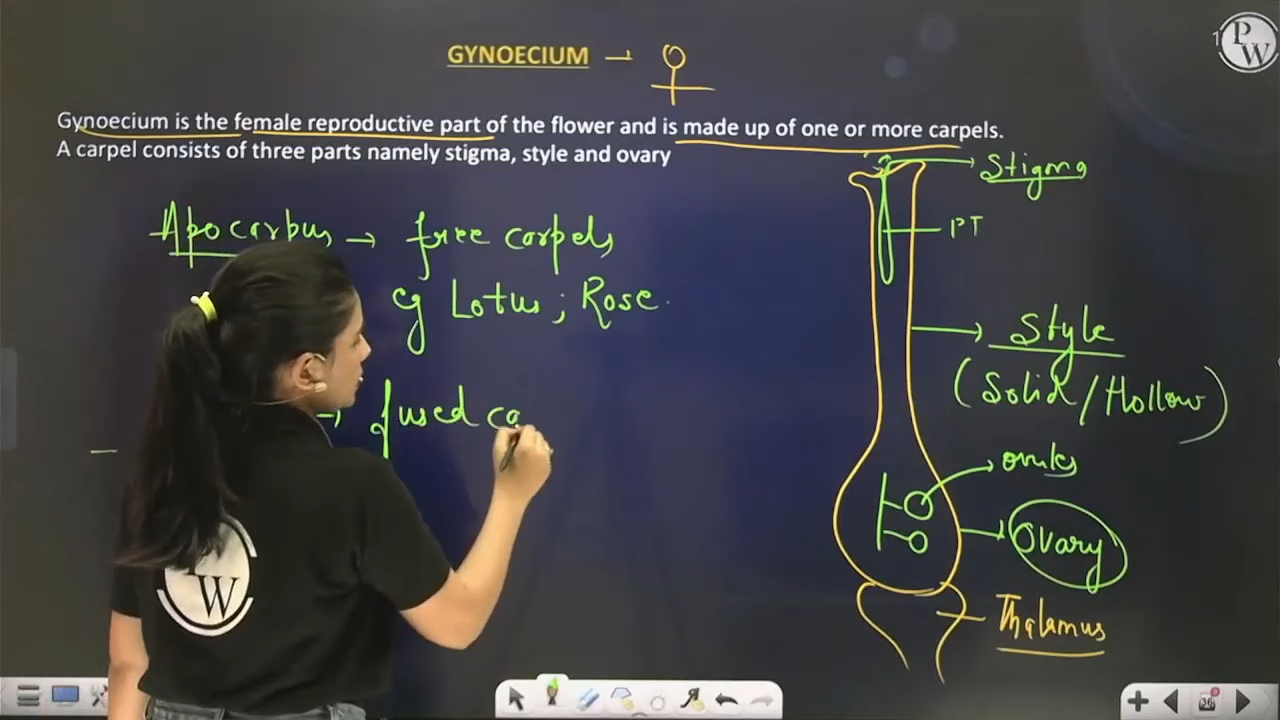 GYNOECIUM →
Gynoecium is the female reproductive part of the flower and is made up of one or more carpels.
A carpel consists of three parts namely stigma, style and ovary
Stigma
Apocarpus → free carpels
PT
eg Lotus ; Rose
Style
(Solid/Hollow)
→ fused ca
ovules
ovary
Thalamus
PW
PW